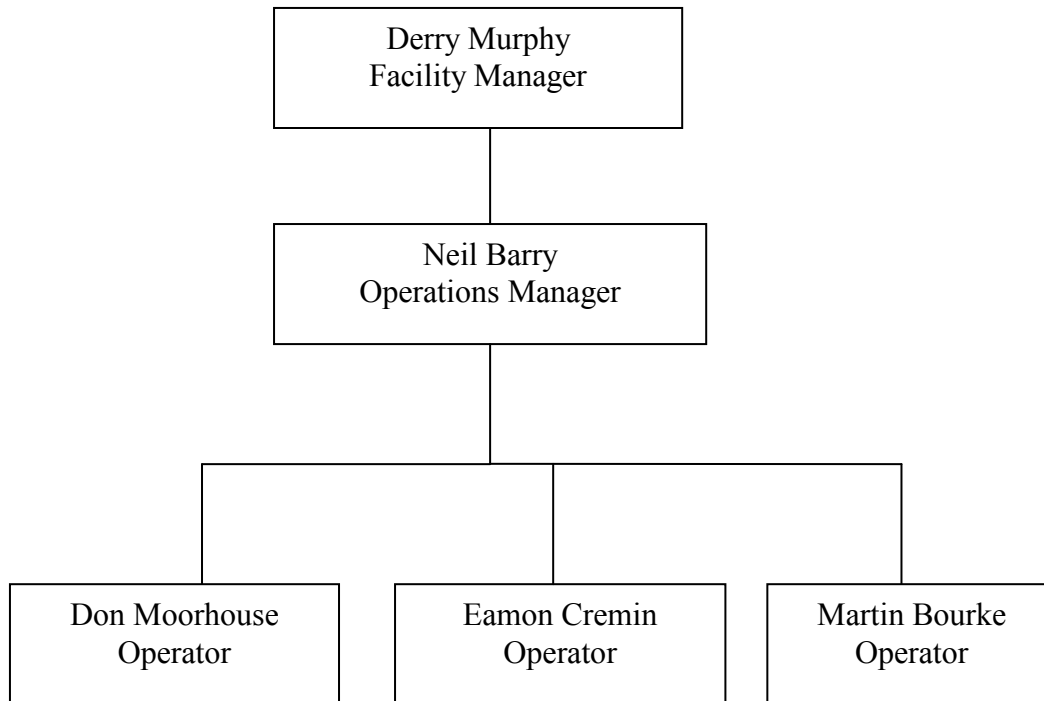 Derry Murphy
Facility Manager
Neil Barry
Operations Manager
Don Moorhouse
Operator
Eamon Cremin
Operator
Martin Bourke
Operator